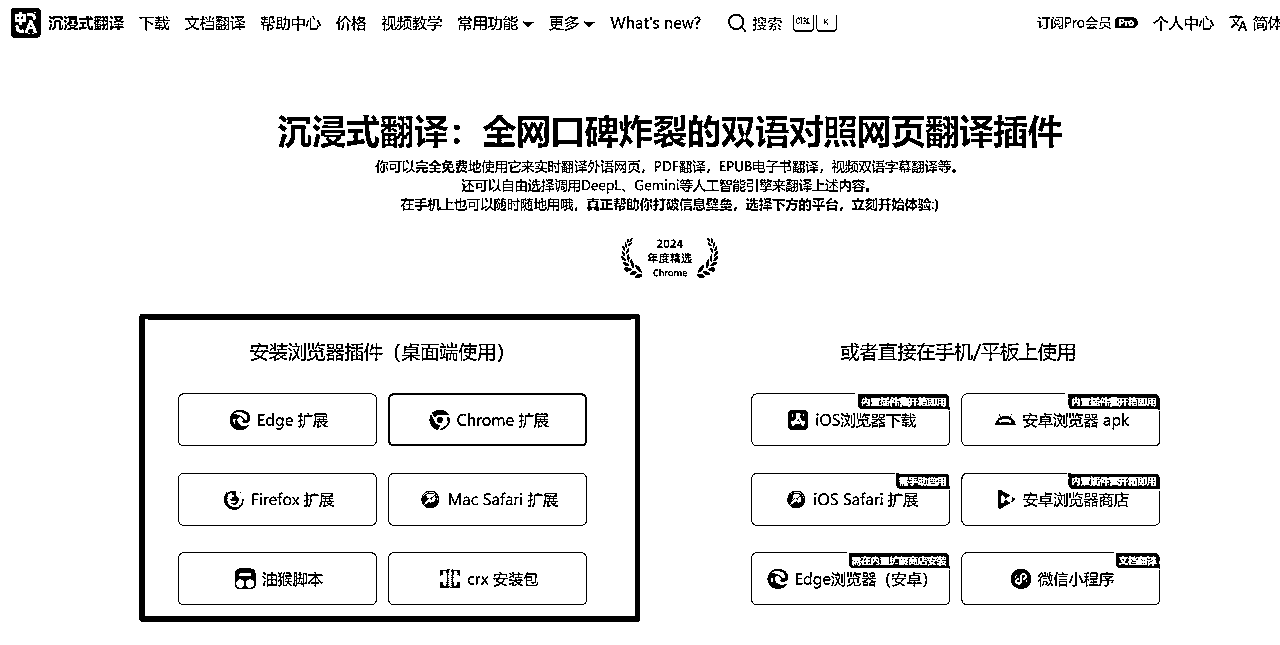 沉浸式翻译 下载 文档翻译 帮助中心 价格 视频教学 常用功能 更多 What's new? 搜索 CTRL K 订阅Pro会员 Pro 个人中心 简体
沉浸式翻译：全网口碑炸裂的双语对照网页翻译插件
你可以完全免费地使用它来实时翻译外语网页，PDF翻译，EPUB电子书翻译，视频双语字幕翻译等。
还可以自由选择调用DeepL、Gemini等人工智能引擎来翻译上述内容。
在手机上也可以随时随地用哦，真正帮助你打破信息壁垒，选择下方的平台，立刻开始体验:)
2024
年度精选
Chrome
安装浏览器插件（桌面端使用）
Edge 扩展
Chrome 扩展
Firefox 扩展
Mac Safari 扩展
油猴脚本
crx 安装包
或者直接在手机/平板上使用
内置插件需开箱即用
iOS浏览器下载
内置插件需开箱即用
安卓浏览器 apk
需手动启用
iOS Safari 扩展
内置插件需开箱即用
安卓浏览器商店
需在内置扩展商店安装
Edge浏览器（安卓）
文档翻译
微信小程序